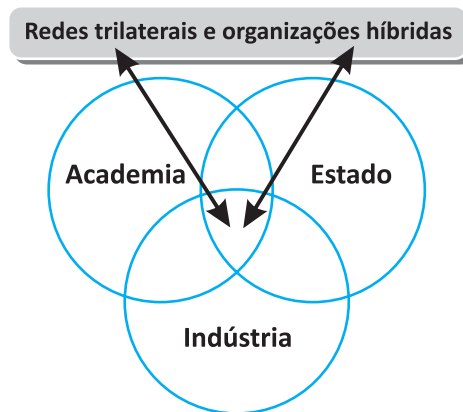 Redes trilaterais e organizações híbridas
Academia
Estado
Indústria